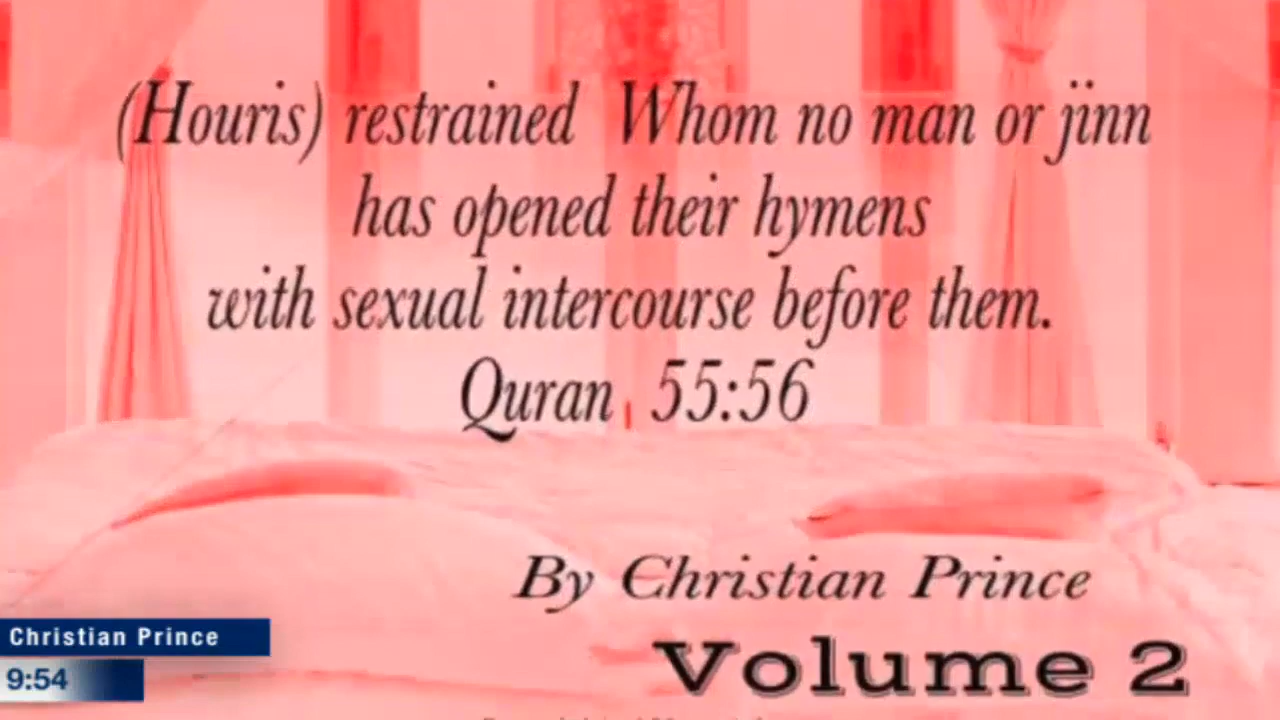 (Houris) restrained Whom no man or jinn
has opened their hymens
with sexual intercourse before them.
Quran 55:56
By Christian Prince
Christian Prince
Volume 2
9:54